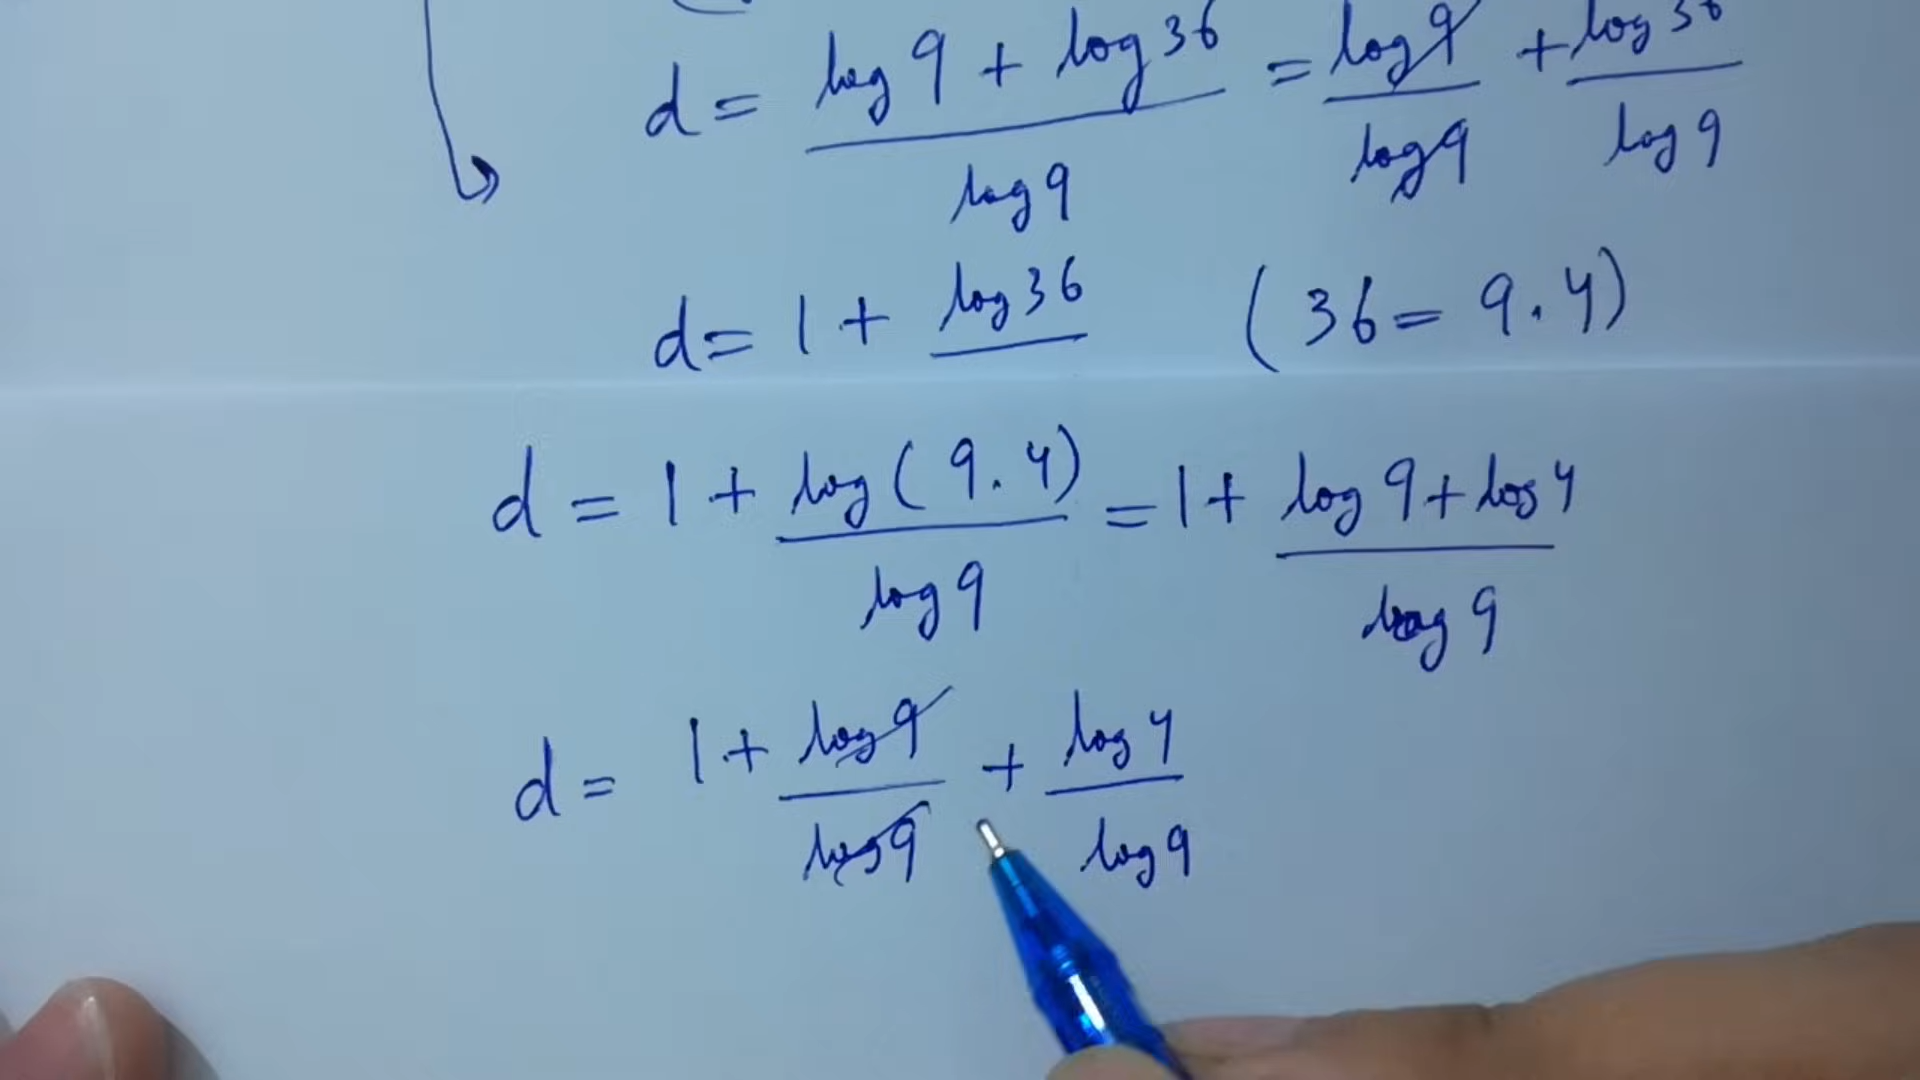 d = log 9 + log 36 / log 9 = log 9 / log 9 + log 36 / log 9
d = 1 + log 36 / (36 = 9.4)
d = 1 + log(9.4) / log 9 = 1 + log 9 + log 4 / log 9
d = 1 + log 9 / log 9 + log 4 / log 9